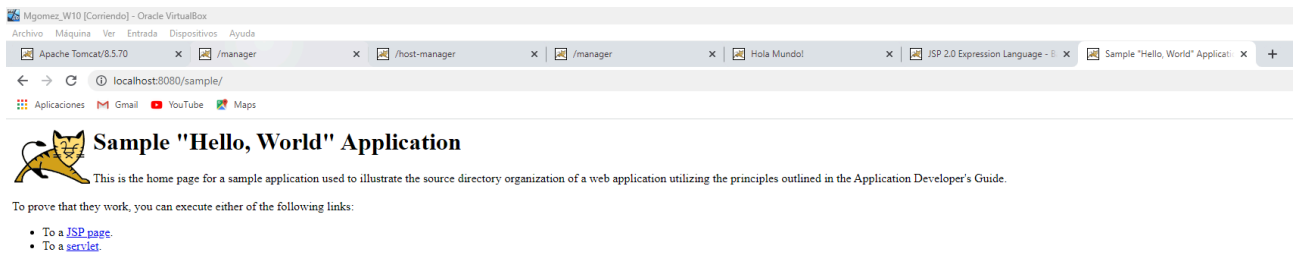 Mgomez_W10 [Corriendo] - Oracle VirtualBox
Archivo Máquina Ver Entrada Dispositivos Ayuda
Apache Tomcat/8.5.70 /manager /host-manager /manager Hola Mundo! JSP 2.0 Expression Language - B Sample "Hello, World" Applicati
localhost:8080/sample/
Aplicaciones Gmail YouTube Maps
Sample "Hello, World" Application
This is the home page for a sample application used to illustrate the source directory organization of a web application utilizing the principles outlined in the Application Developer's Guide.
To prove that they work, you can execute either of the following links:
To a JSP page.
To a servlet.